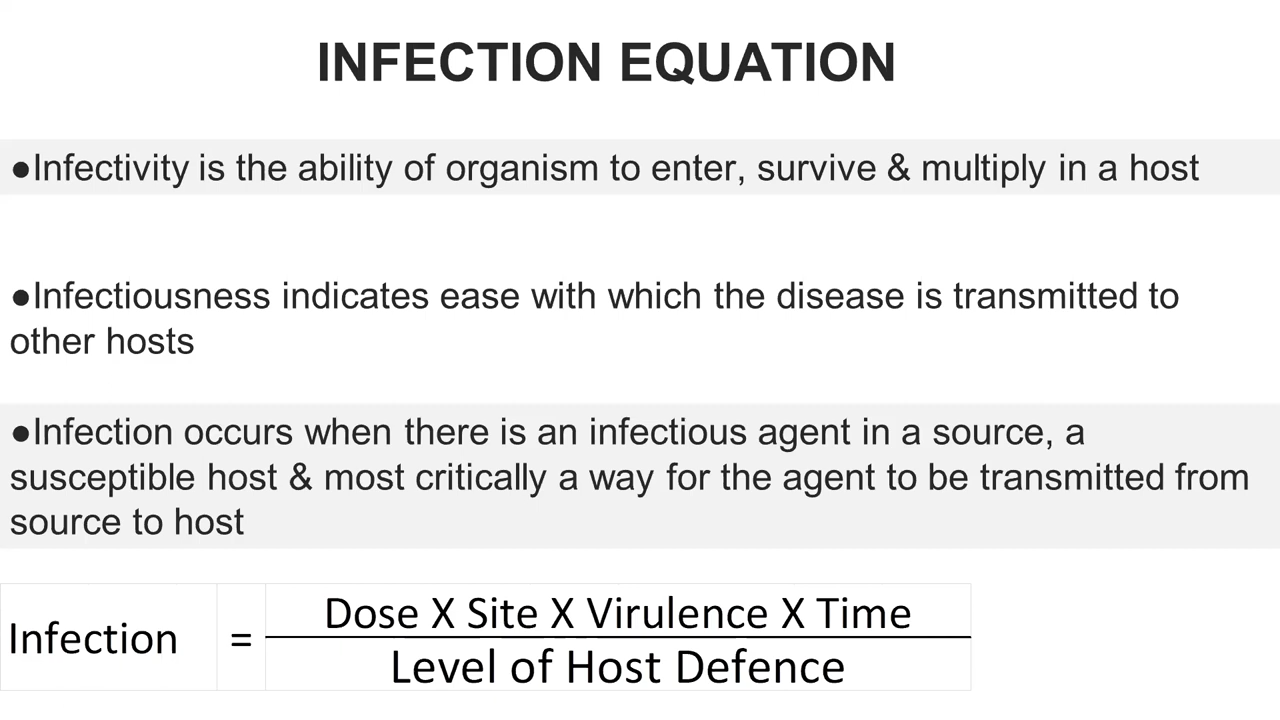 INFECTION EQUATION
●Infectivity is the ability of organism to enter, survive & multiply in a host
●Infectiousness indicates ease with which the disease is transmitted to
other hosts
●Infection occurs when there is an infectious agent in a source, a
susceptible host & most critically a way for the agent to be transmitted from
source to host
Dose X Site X Virulence X Time
Infection =
Level of Host Defence